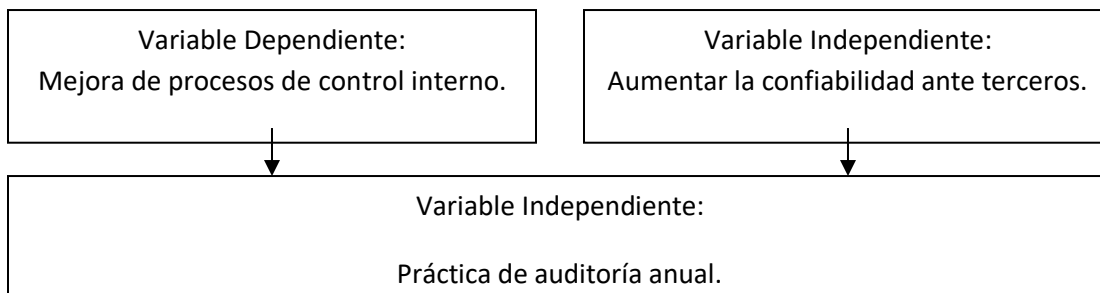 Variable Dependiente:
Mejora de procesos de control interno.
Variable Independiente:
Aumentar la confiabilidad ante terceros.
Variable Independiente:
Práctica de auditoría anual.